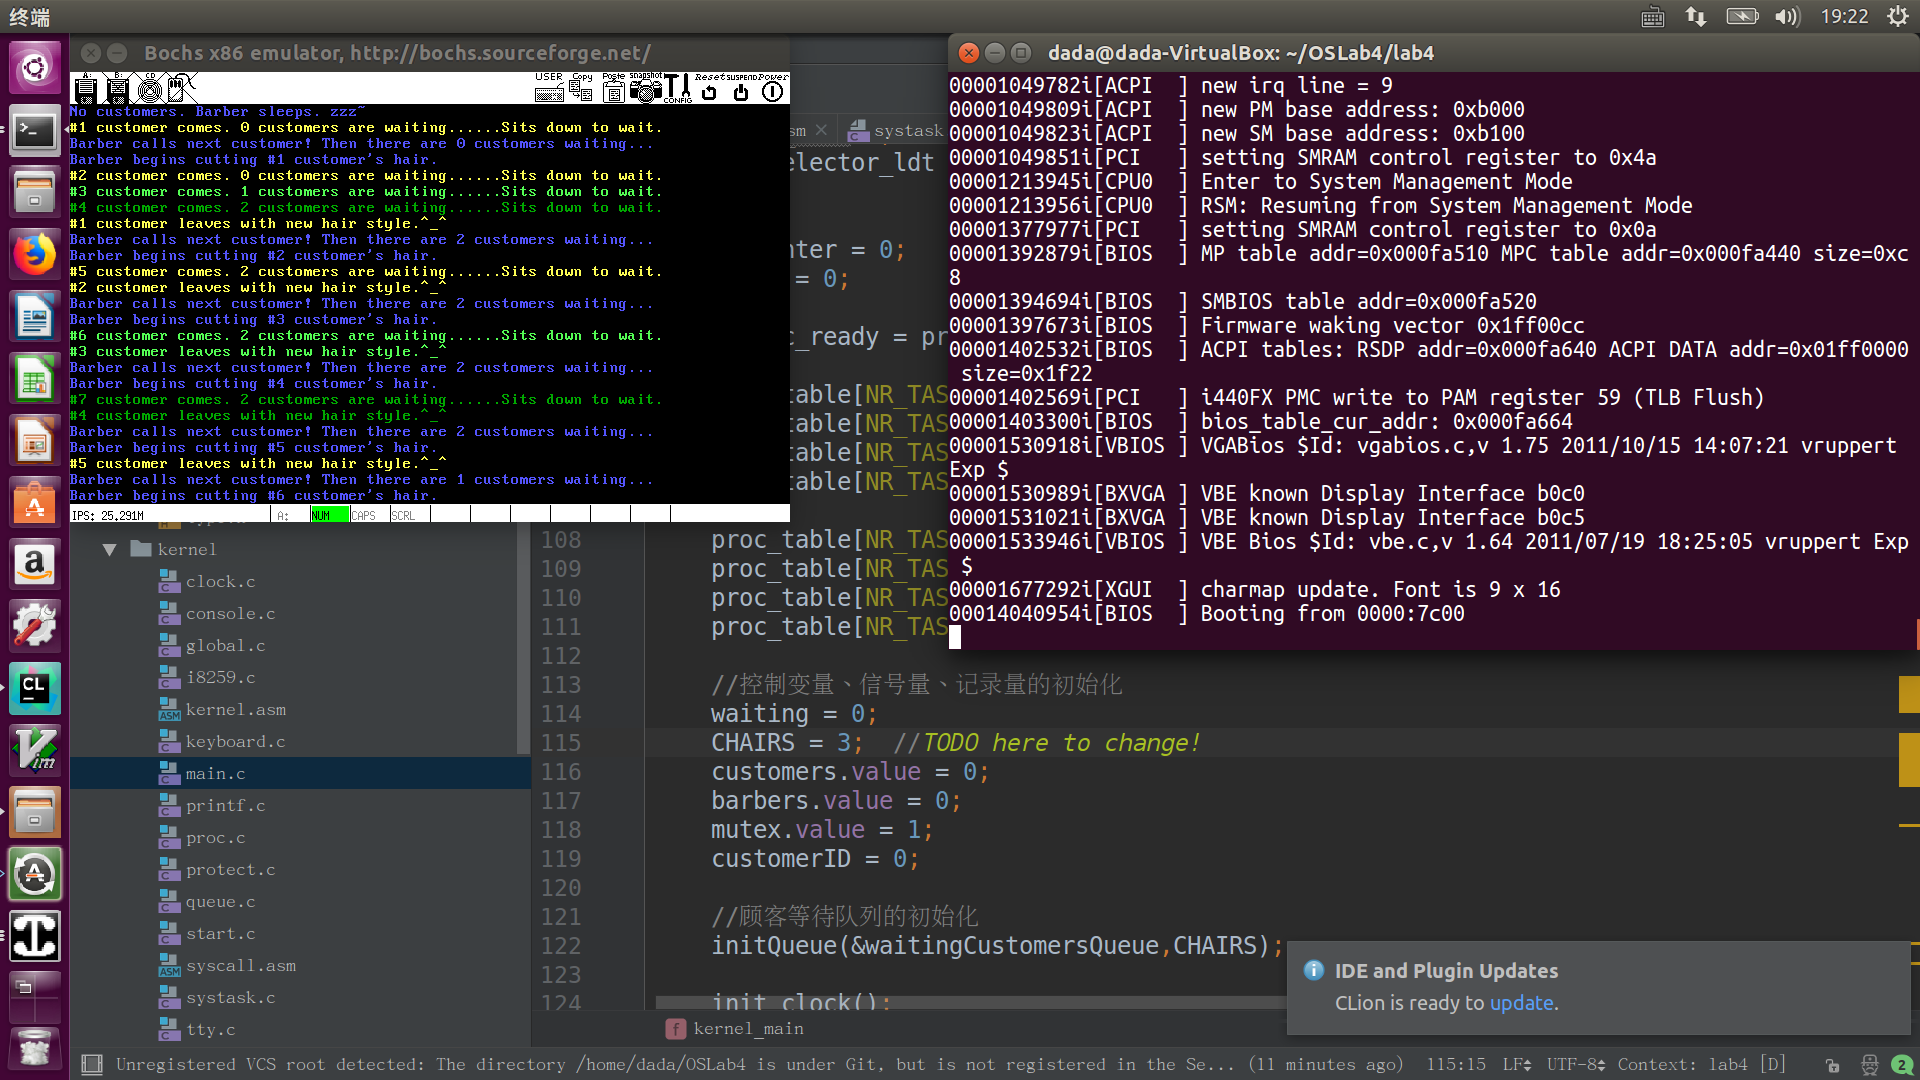 终端
19:22
Bochs x86 emulator, http://bochs.sourceforge.net/
A:
B:
CD
USER
Copy
Paste
snapshot
CONFIG
Reset
SUSPEND
Power
No customers. Barber sleeps. zzz~
#1 customer comes. 0 customers are waiting......Sits down to wait.
Barber calls next customer! Then there are 0 customers waiting...
Barber begins cutting #1 customer's hair.
#2 customer comes. 0 customers are waiting......Sits down to wait.
#3 customer comes. 1 customers are waiting......Sits down to wait.
#4 customer comes. 2 customers are waiting......Sits down to wait.
#1 customer leaves with new hair style.^_^
Barber calls next customer! Then there are 2 customers waiting...
Barber begins cutting #2 customer's hair.
#5 customer comes. 2 customers are waiting......Sits down to wait.
#2 customer leaves with new hair style.^_^
Barber calls next customer! Then there are 2 customers waiting...
Barber begins cutting #3 customer's hair.
#6 customer comes. 2 customers are waiting......Sits down to wait.
#3 customer leaves with new hair style.^_^
Barber calls next customer! Then there are 2 customers waiting...
Barber begins cutting #4 customer's hair.
#7 customer comes. 2 customers are waiting......Sits down to wait.
#4 customer leaves with new hair style.^_^
Barber calls next customer! Then there are 2 customers waiting...
Barber begins cutting #5 customer's hair.
#5 customer leaves with new hair style.^_^
Barber calls next customer! Then there are 1 customers waiting...
Barber begins cutting #6 customer's hair.
IPS: 25.291M
A:
NUM
CAPS
SCRL
dada@dada-VirtualBox: ~/OSLab4/lab4
00001049782i[ACPI  ] new irq line = 9
00001049809i[ACPI  ] new PM base address: 0xb000
00001049823i[ACPI  ] new SM base address: 0xb100
00001049851i[PCI   ] setting SMRAM control register to 0x4a
00001213945i[CPU0  ] Enter to System Management Mode
00001213956i[CPU0  ] RSM: Resuming from System Management Mode
00001377977i[PCI   ] setting SMRAM control register to 0x0a
00001392879i[BIOS  ] MP table addr=0x000fa510 MPC table addr=0x000fa440 size=0xc
8
00001394694i[BIOS  ] SMBIOS table addr=0x000fa520
00001397673i[BIOS  ] Firmware waking vector 0x1ff00cc
00001402532i[BIOS  ] ACPI tables: RSDP addr=0x000fa640 ACPI DATA addr=0x01ff0000
 size=0x1f22
00001402569i[PCI   ] i440FX PMC write to PAM register 59 (TLB Flush)
00001403300i[BIOS  ] bios_table_cur_addr: 0x000fa664
00001530918i[VBIOS ] VGABios $Id: vgabios.c,v 1.75 2011/10/15 14:07:21 vruppert
Exp $
00001530989i[BXVGA ] VBE known Display Interface b0c0
00001531021i[BXVGA ] VBE known Display Interface b0c5
00001533946i[VBIOS ] VBE Bios $Id: vbe.c,v 1.64 2011/07/19 18:25:05 vruppert Exp
 $
00001677292i[XGUI  ] charmap update. Font is 9 x 16
00014040954i[BIOS  ] Booting from 0000:7c00
sm
systask
elector_ldt
nter = 0;
= 0;
c_ready = pr
table[NR_TAS
table[NR_TAS
table[NR_TAS
table[NR_TAS
108 proc_table[NR_TAS
109 proc_table[NR_TAS
110 proc_table[NR_TAS
111 proc_table[NR_TAS
112
113 //控制变量、信号量、记录量的初始化
114 waiting = 0;
115 CHAIRS = 3;  //TODO here to change!
116 customers.value = 0;
117 barbers.value = 0;
118 mutex.value = 1;
119 customerID = 0;
120
121 //顾客等待队列的初始化
122 initQueue(&waitingCustomersQueue,CHAIRS);
123
124 init_clock();
kernel_main
kernel
clock.c
console.c
global.c
i8259.c
kernel.asm
keyboard.c
main.c
printf.c
proc.c
protect.c
queue.c
start.c
syscall.asm
systask.c
tty.c
IDE and Plugin Updates
CLion is ready to update.
Unregistered VCS root detected: The directory /home/dada/OSLab4 is under Git, but is not registered in the Se... (11 minutes ago)
115:15 LF UTF-8 Context: lab4 [D]
2